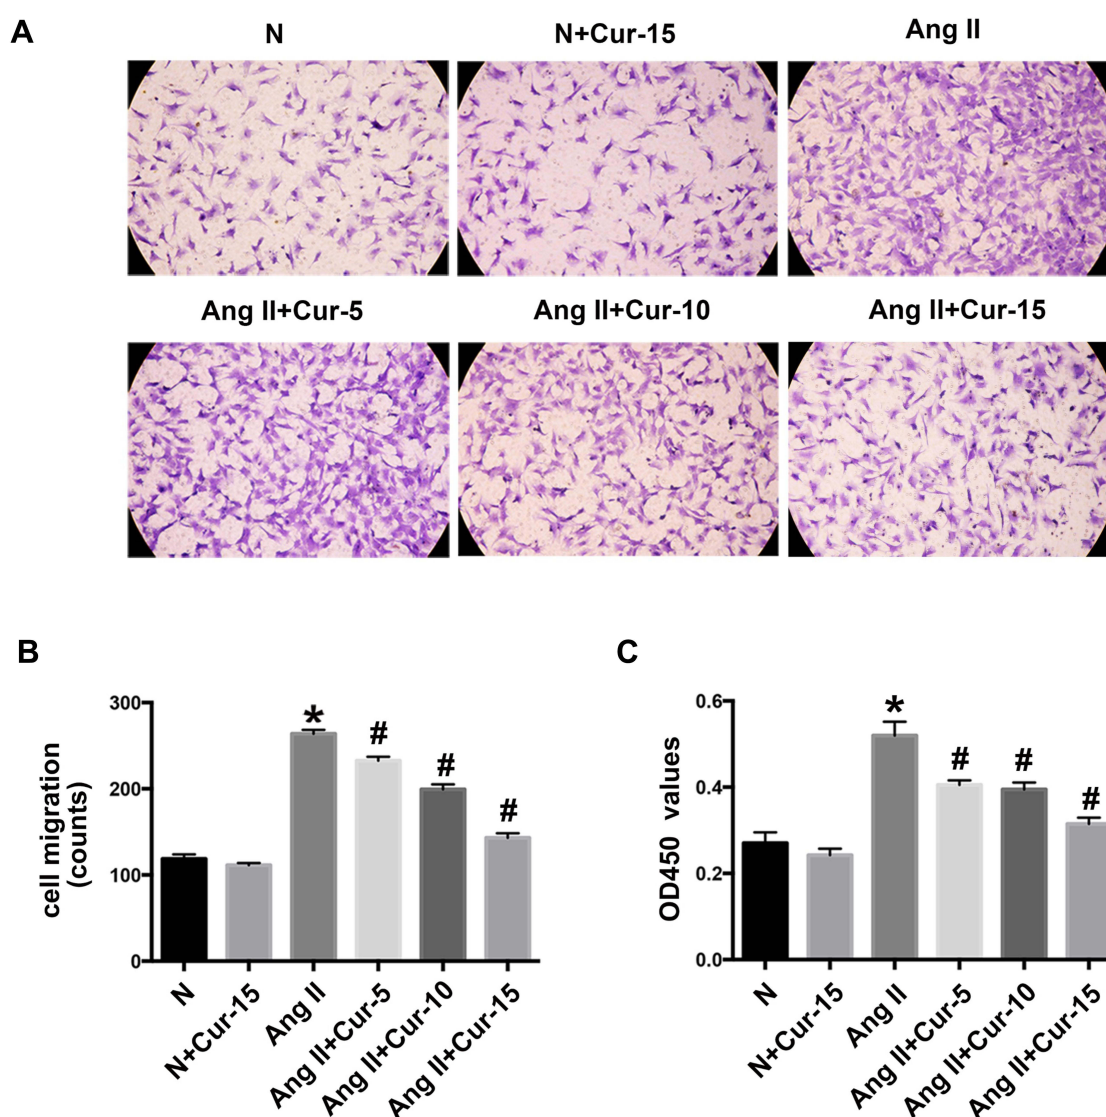 A
N
N+Cur-15
Ang II
Ang II+Cur-5
Ang II+Cur-10
Ang II+Cur-15
B
cell migration
(counts)
300
200
100
0
*
#
#
#
N
N+Cur-15
Ang II
Ang II+Cur-5
Ang II+Cur-10
Ang II+Cur-15
C
OD450 values
0.6
0.4
0.2
0.0
*
#
#
#
N
N+Cur-15
Ang II
Ang II+Cur-5
Ang II+Cur-10
Ang II+Cur-15